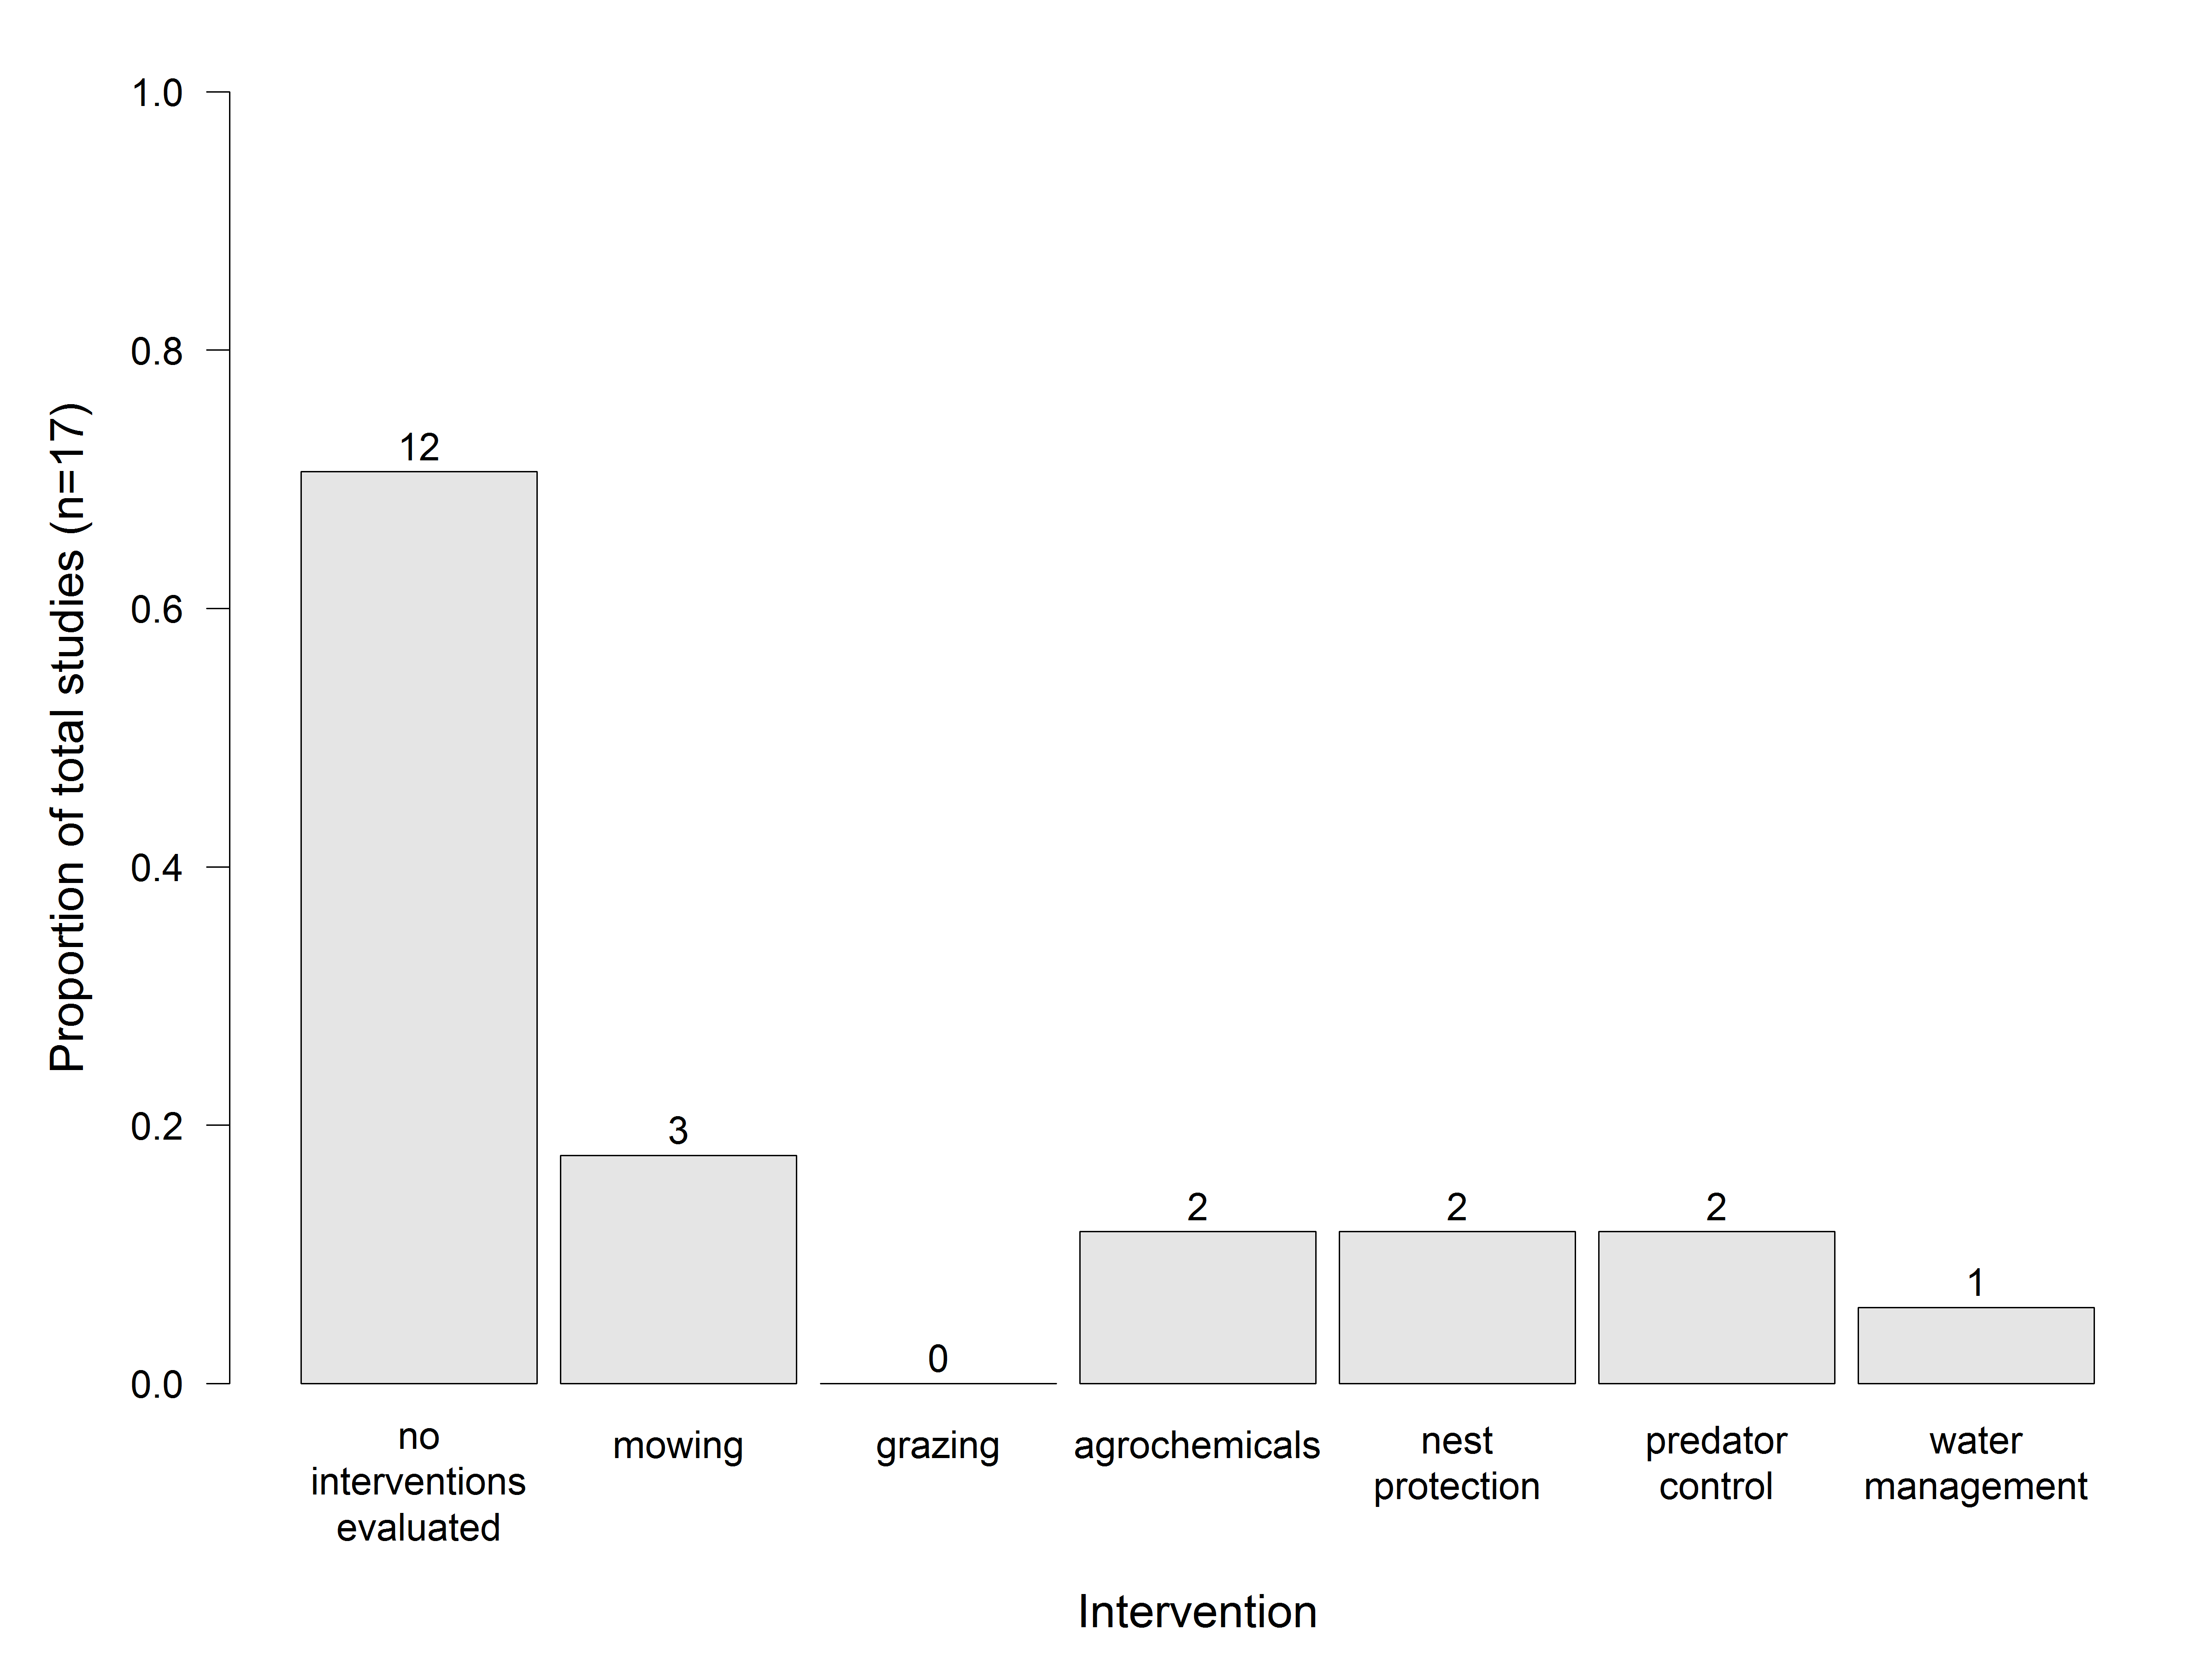 Proportion of total studies (n=17)
1.0
0.8
0.6
0.4
0.2
0.0
12
3
0
2
2
2
1
no
interventions
evaluated
mowing
grazing
agrochemicals
nest
protection
predator
control
water
management
Intervention